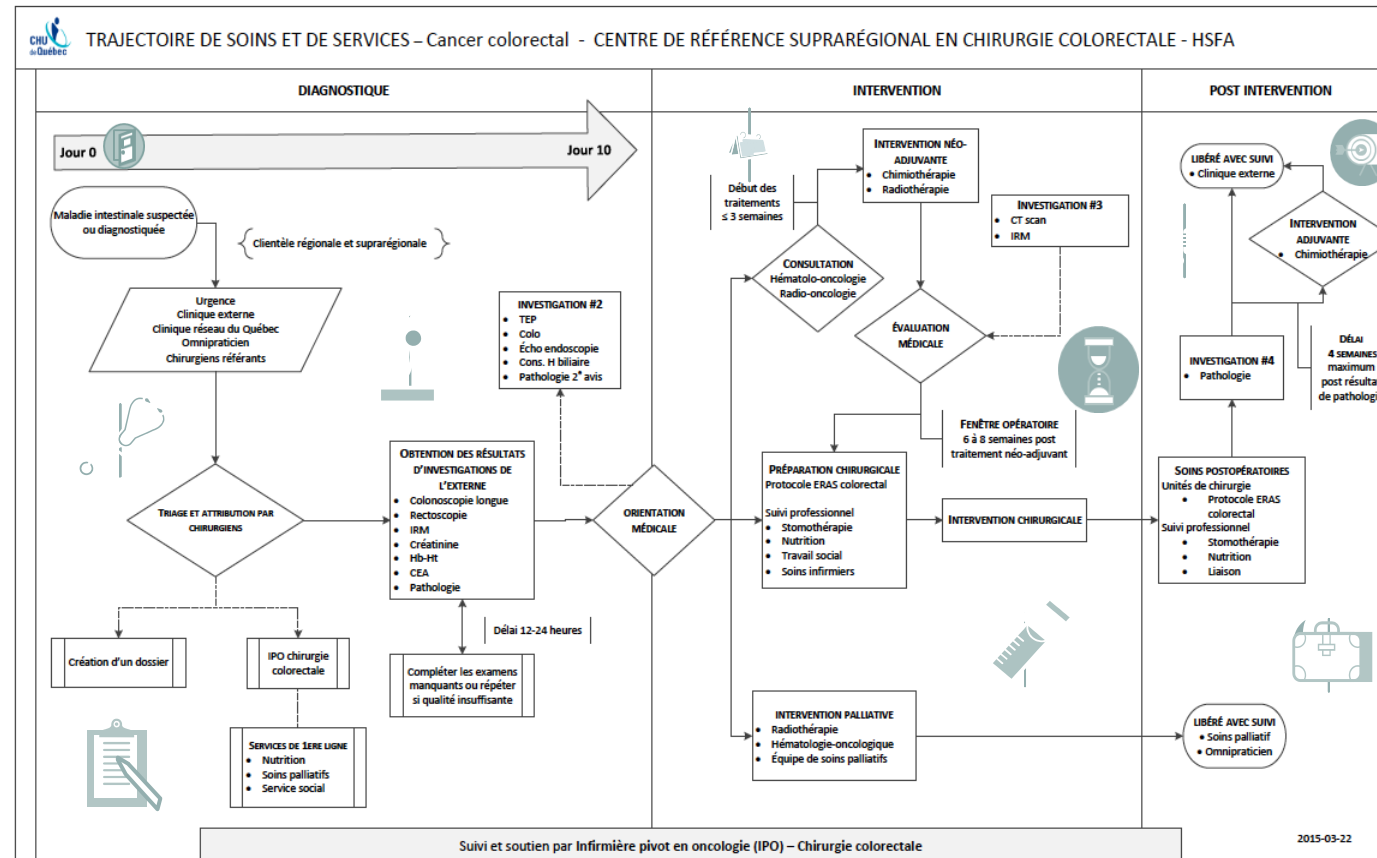 CHU
de Québec
TRAJECTOIRE DE SOINS ET DE SERVICES – Cancer colorectal - CENTRE DE RÉFÉRENCE SUPRARÉGIONAL EN CHIRURGIE COLORECTALE - HSFA
DIAGNOSTIQUE
INTERVENTION
POST INTERVENTION
Jour 0
Jour 10
Maladie intestinale suspectée
ou diagnostiquée
Clientèle régionale et suprarégionale
Urgence
Clinique externe
Clinique réseau du Québec
Omnipraticien
Chirurgiens référants
TRIAGE ET ATTRIBUTION PAR
CHIRURGIENS
Création d'un dossier
IPO chirurgie
colorectale
SERVICES DE 1ERE LIGNE
• Nutrition
• Soins palliatifs
• Service social
OBTENTION DES RÉSULTATS
D'INVESTIGATIONS DE
L'EXTERNE
• Colonoscopie longue
• Rectoscopie
• IRM
• Créatinine
• Hb-Ht
• CEA
• Pathologie
Délai 12-24 heures
Compléter les examens
manquants ou répéter
si qualité insuffisante
INVESTIGATION #2
• TEP
• Colo
• Écho endoscopie
• Cons. H biliaire
• Pathologie 2e avis
ORIENTATION
MÉDICALE
Début des
traitements
≤ 3 semaines
CONSULTATION
Hématolo-oncologie
Radio-oncologie
INTERVENTION NÉO-
ADJUVANTE
• Chimiothérapie
• Radiothérapie
INVESTIGATION #3
• CT scan
• IRM
ÉVALUATION
MÉDICALE
FENÊTRE OPÉRATOIRE
6 à 8 semaines post
traitement néo-adjuvant
PRÉPARATION CHIRURGICALE
Protocole ERAS colorectal
Suivi professionnel
• Stomothérapie
• Nutrition
• Travail social
• Soins infirmiers
INTERVENTION CHIRURGICALE
INTERVENTION PALLIATIVE
• Radiothérapie
• Hématologie-oncologique
• Équipe de soins palliatifs
LIBÉRÉ AVEC SUIVI
• Clinique externe
INTERVENTION
ADJUVANTE
• Chimiothérapie
DÉLAI
4 SEMAINES
maximum
post résulta
de pathologi
INVESTIGATION #4
• Pathologie
SOINS POSTOPÉRATOIRES
Unités de chirurgie
• Protocole ERAS
colorectal
Suivi professionnel
• Stomothérapie
• Nutrition
• Liaison
LIBÉRÉ AVEC SUIVI
• Soins palliatif
• Omnipraticien
Suivi et soutien par Infirmière pivot en oncologie (IPO) – Chirurgie colorectale
2015-03-22